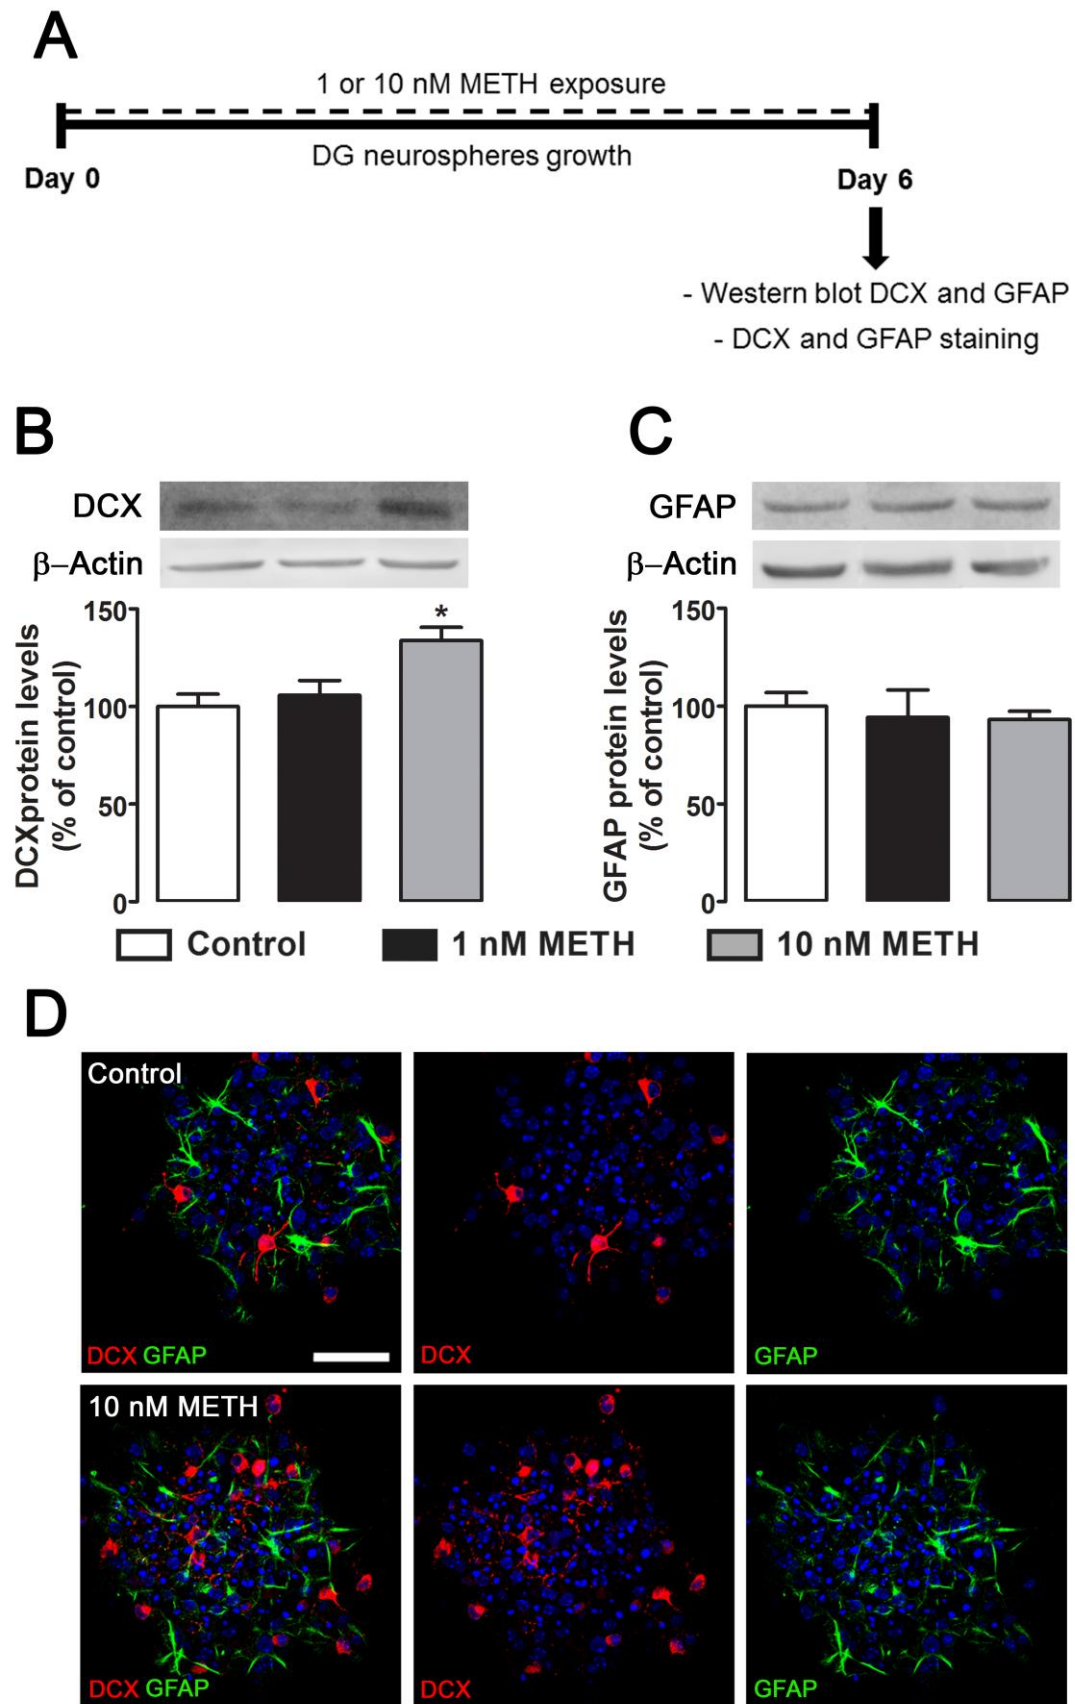 A
1 or 10 nM METH exposure
DG neurospheres growth
Day 0
Day 6
- Western blot DCX and GFAP
- DCX and GFAP staining
B
DCX
β–Actin
DCXprotein levels
(% of control)
150
100
50
0
*
C
GFAP
β–Actin
GFAP protein levels
(% of control)
150
100
50
0
Control
1 nM METH
10 nM METH
D
Control
DCX GFAP
DCX
GFAP
10 nM METH
DCX GFAP
DCX
GFAP